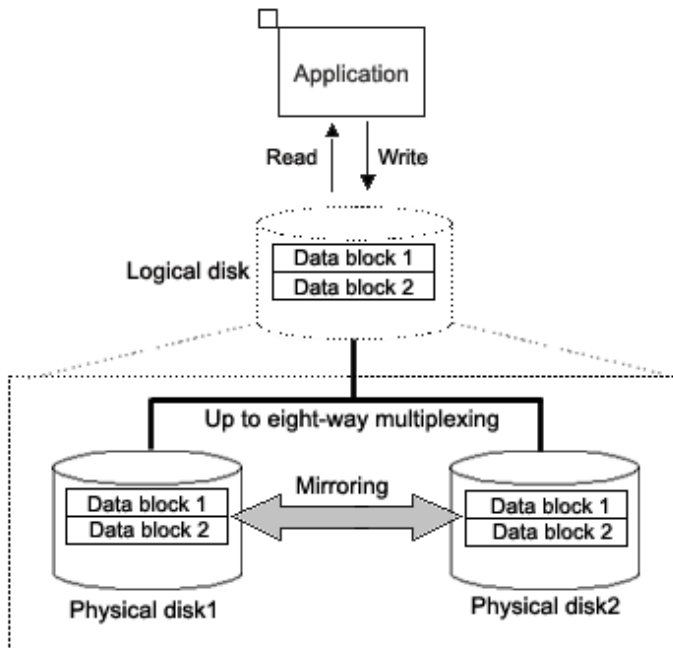 Application
Read
Write
Logical disk
Data block 1
Data block 2
Up to eight-way multiplexing
Mirroring
Data block 1
Data block 2
Data block 1
Data block 2
Physical disk1
Physical disk2